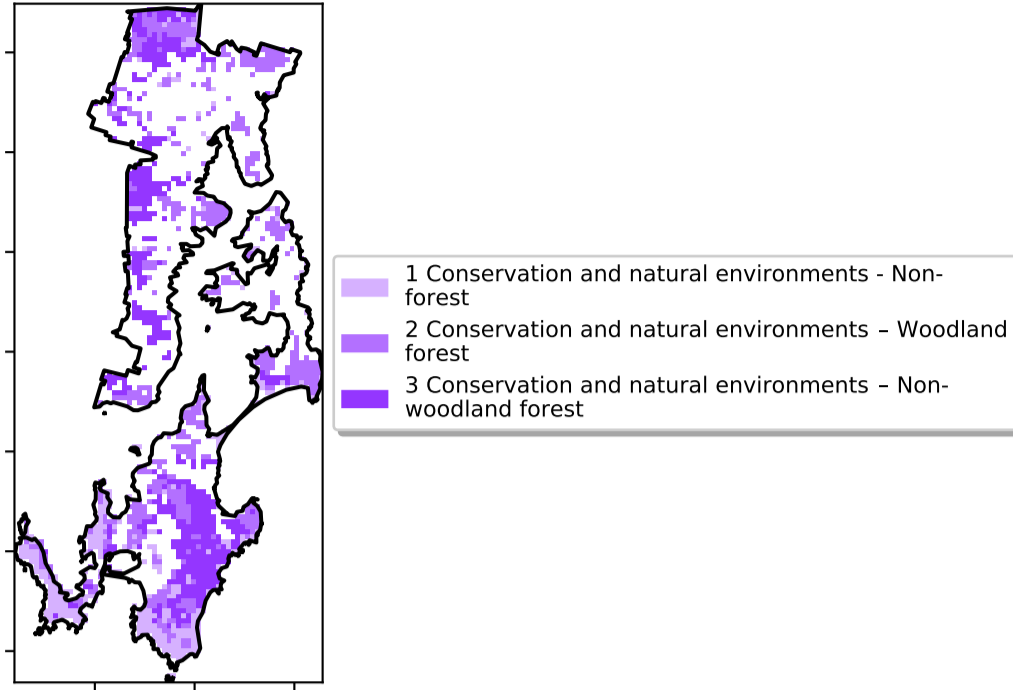 1 Conservation and natural environments - Non-
forest
2 Conservation and natural environments – Woodland
forest
3 Conservation and natural environments – Non-
woodland forest